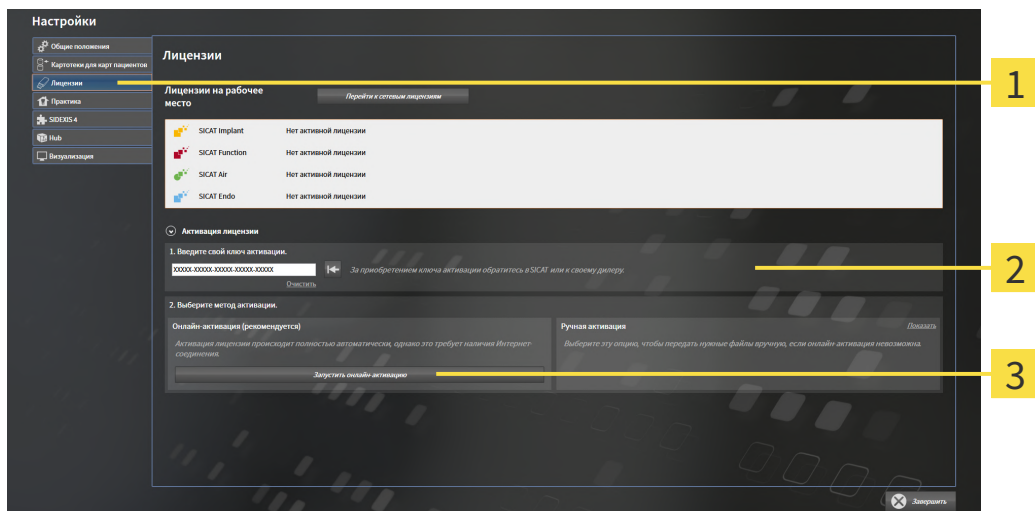 Настройки
Общие положения
Картотеки для карт пациентов
Лицензии
Практика
SIDEXIS 4
Hub
Визуализация
Лицензии
Лицензии на рабочее место
Перейти к сетевым лицензиям
SICAT Implant Нет активной лицензии
SICAT Function Нет активной лицензии
SICAT Air Нет активной лицензии
SICAT Endo Нет активной лицензии
Активация лицензии
1. Введите свой ключ активации.
XXXXX-XXXXX-XXXXX-XXXXX-XXXXX
За приобретением ключа активации обратитесь в SICAT или к своему дилеру.
Очистить
2. Выберите метод активации.
Онлайн-активация (рекомендуется)
Активация лицензии происходит полностью автоматически, однако это требует наличия Интернет-
соединения.
Запустить онлайн-активацию
Ручная активация
Показать
Выберите эту опцию, чтобы передать нужные файлы вручную, если онлайн активация невозможна.
Завершить
1
2
3